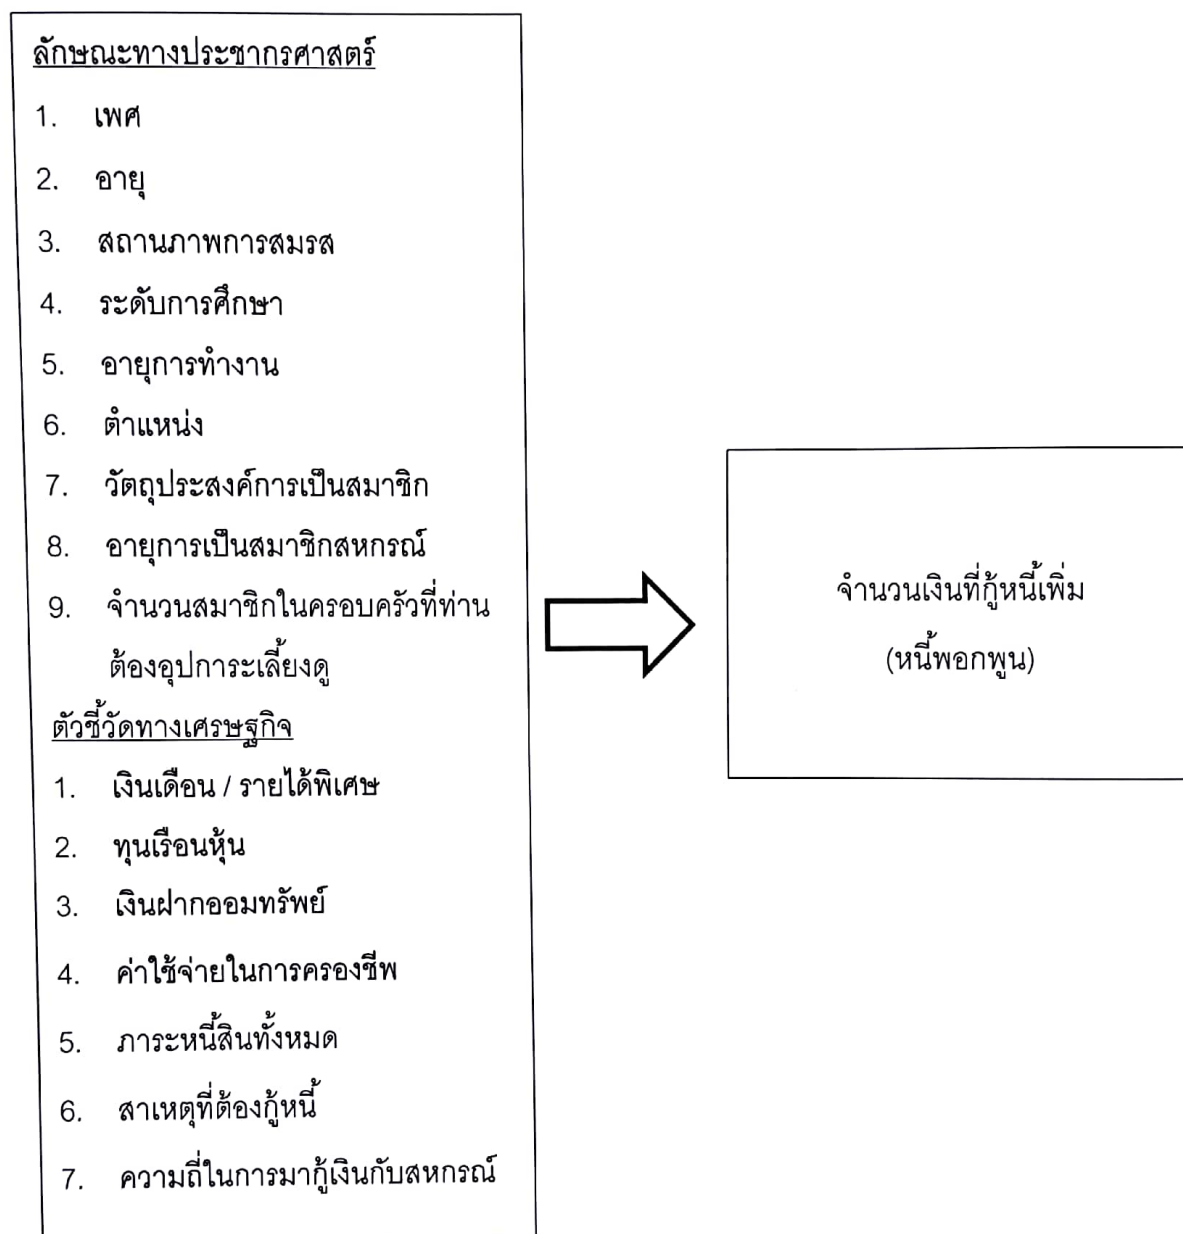 ลักษณะทางประชากรศาสตร์
1. เพศ
2. อายุ
3. สถานภาพการสมรส
4. ระดับการศึกษา
5. อายุการทำงาน
6. ตำแหน่ง
7. วัตถุประสงค์การเป็นสมาชิก
8. อายุการเป็นสมาชิกสหกรณ์
9. จำนวนสมาชิกในครอบครัวที่ท่าน
ต้องอุปการะเลี้ยงดู
ตัวชี้วัดทางเศรษฐกิจ
1. เงินเดือน / รายได้พิเศษ
2. ทุนเรือนหุ้น
3. เงินฝากออมทรัพย์
4. ค่าใช้จ่ายในการครองชีพ
5. ภาระหนี้สินทั้งหมด
6. สาเหตุที่ต้องกู้หนี้
7. ความถี่ในการมากู้เงินกับสหกรณ์
จำนวนเงินที่กู้หนี้เพิ่ม
(หนี้พอกพูน)